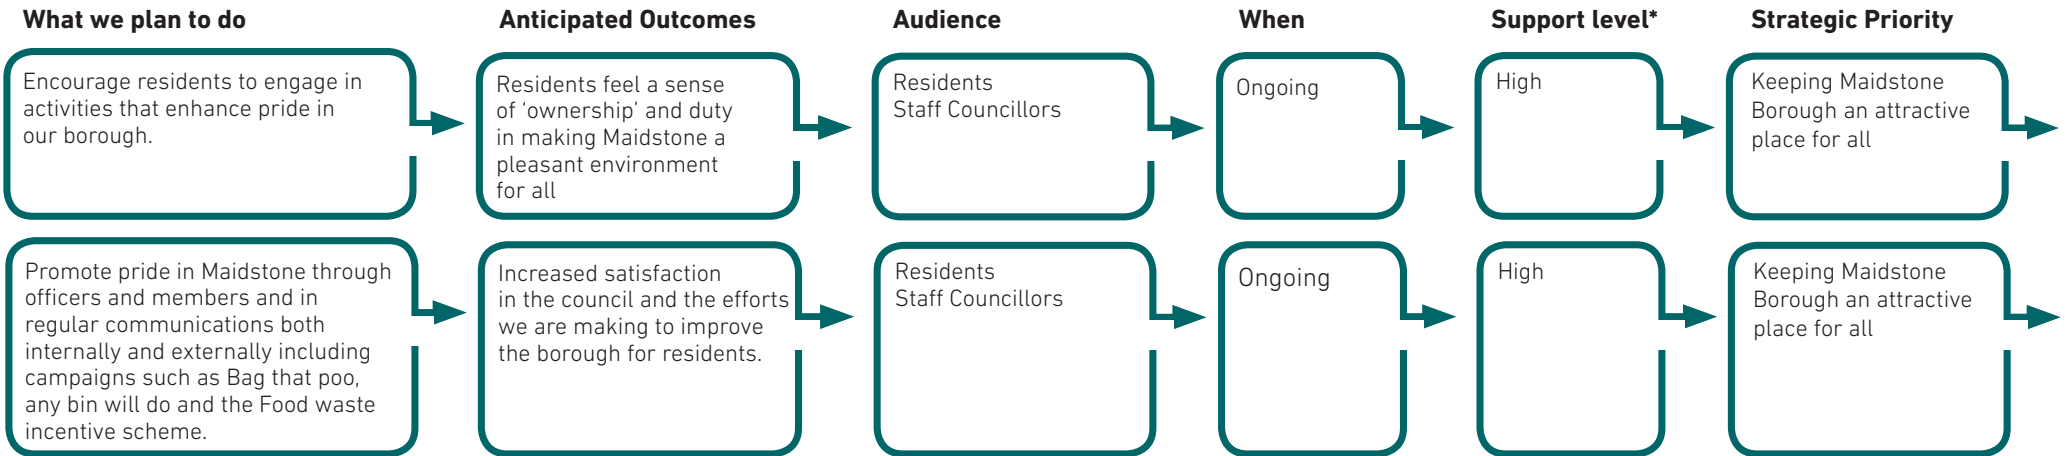 What we plan to do
Anticipated Outcomes
Audience
When
Support level*
Strategic Priority
Encourage residents to engage in
activities that enhance pride in
our borough.
Residents feel a sense
of ‘ownership’ and duty
in making Maidstone a
pleasant environment
for all
Residents
Staff Councillors
Ongoing
High
Keeping Maidstone
Borough an attractive
place for all
Promote pride in Maidstone through
officers and members and in
regular communications both
internally and externally including
campaigns such as Bag that poo,
any bin will do and the Food waste
incentive scheme.
Increased satisfaction
in the council and the efforts
we are making to improve
the borough for residents.
Residents
Staff Councillors
Ongoing
High
Keeping Maidstone
Borough an attractive
place for all